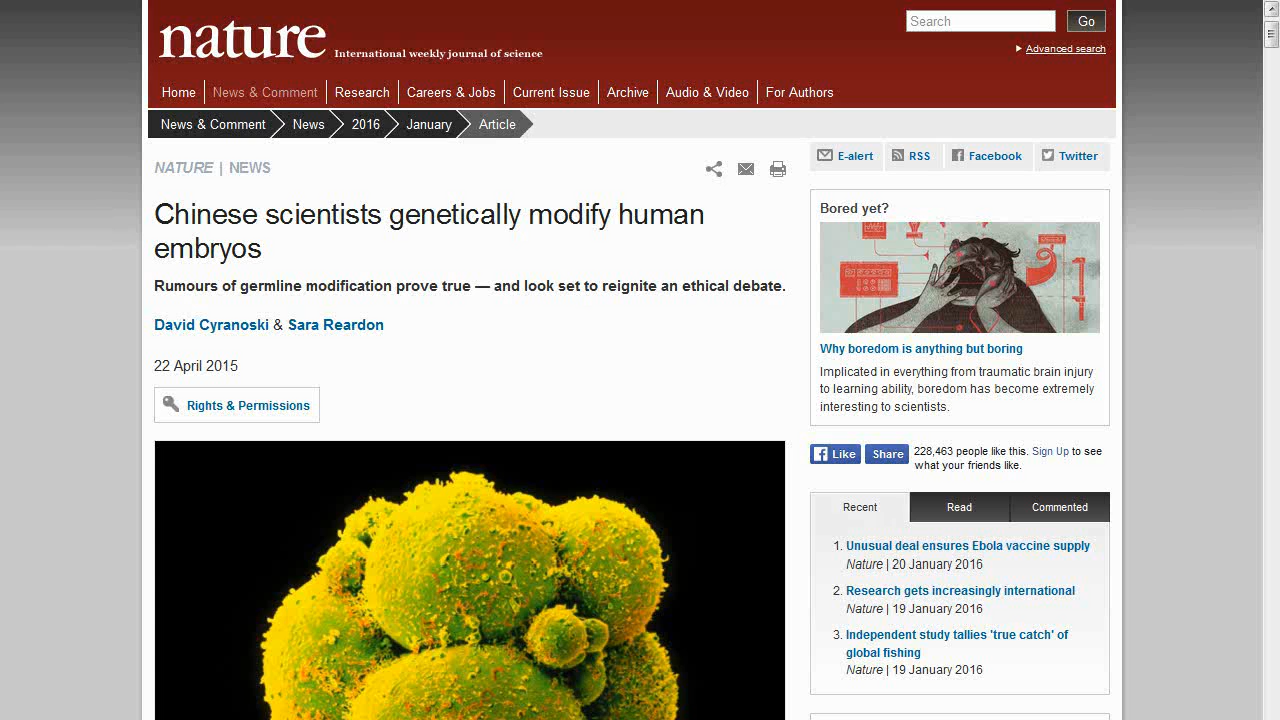 nature International weekly journal of science
Search Go
Advanced search
Home News & Comment Research Careers & Jobs Current Issue Archive Audio & Video For Authors
News & Comment News 2016 January Article
NATURE | NEWS
Chinese scientists genetically modify human
embryos
Rumours of germline modification prove true — and look set to reignite an ethical debate.
David Cyranoski & Sara Reardon
22 April 2015
Rights & Permissions
E-alert RSS Facebook Twitter
Bored yet?
Why boredom is anything but boring
Implicated in everything from traumatic brain injury
to learning ability, boredom has become extremely
interesting to scientists.
Like Share 228,463 people like this. Sign Up to see
what your friends like.
Recent Read Commented
1. Unusual deal ensures Ebola vaccine supply
Nature | 20 January 2016
2. Research gets increasingly international
Nature | 19 January 2016
3. Independent study tallies 'true catch' of
global fishing
Nature | 19 January 2016